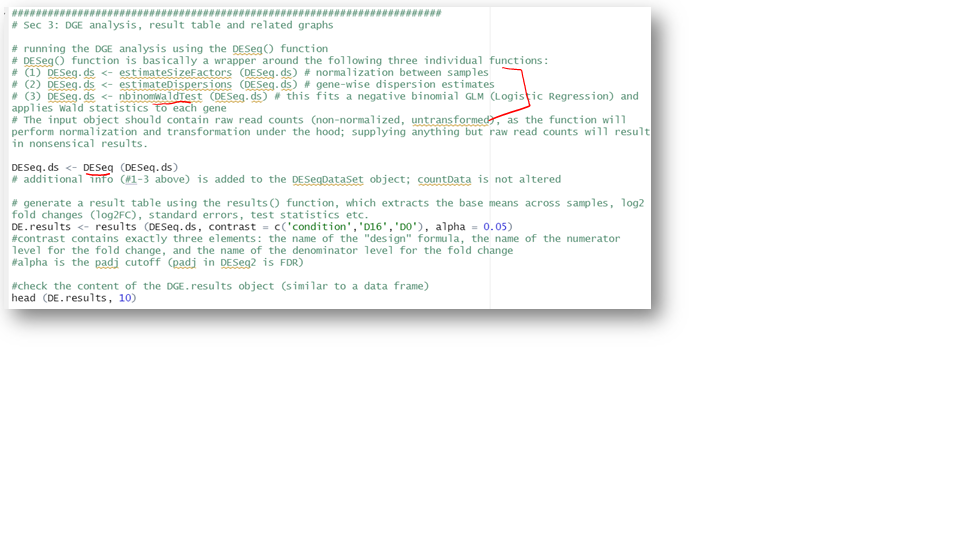 ########################################################################
# Sec 3: DGE analysis, result table and related graphs
# running the DGE analysis using the DESeq() function
# DESeq() function is basically a wrapper around the following three individual functions:
# (1) DESeq.ds <- estimateSizeFactors (DESeq.ds) # normalization between samples
# (2) DESeq.ds <- estimateDispersions (DESeq.ds) # gene-wise dispersion estimates
# (3) DESeq.ds <- nbinomWaldTest (DESeq.ds) # this fits a negative binomial GLM (Logistic Regression) and
applies Wald statistics to each gene
# The input object should contain raw read counts (non-normalized, untransformed), as the function will
perform normalization and transformation under the hood; supplying anything but raw read counts will result
in nonsensical results.
DESeq.ds <- DESeq (DESeq.ds)
# additional info (#1-3 above) is added to the DESeqDataSet object; countData is not altered
# generate a result table using the results() function, which extracts the base means across samples, log2
fold changes (log2FC), standard errors, test statistics etc.
DE.results <- results (DESeq.ds, contrast = c('condition','D16','D0'), alpha = 0.05)
#contrast contains exactly three elements: the name of the "design" formula, the name of the numerator
level for the fold change, and the name of the denominator level for the fold change
#alpha is the padj cutoff (padj in DESeq2 is FDR)
#check the content of the DGE.results object (similar to a data frame)
head (DE.results, 10)